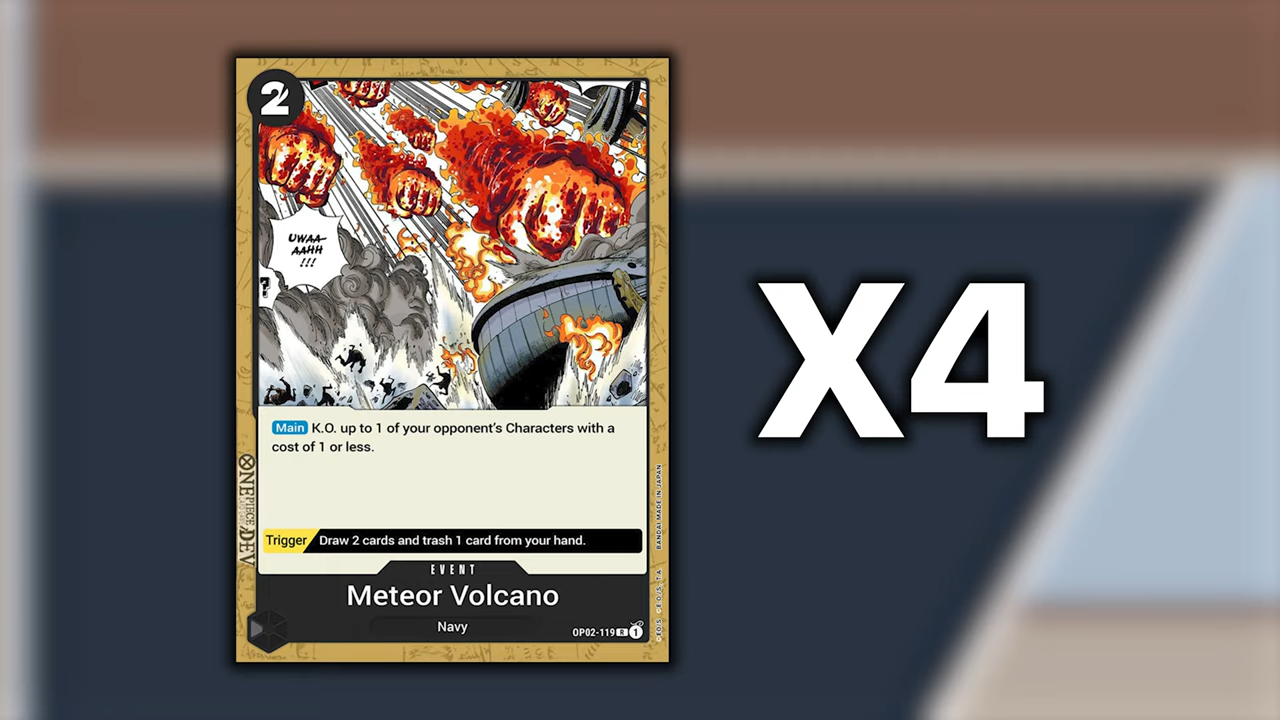 2
UWAA-
AAHH
!!!
Main K.O. up to 1 of your opponent's Characters with a
cost of 1 or less.
Trigger Draw 2 cards and trash 1 card from your hand.
EVENT
Meteor Volcano
Navy
OP02-119 R 1
ONE PIECE
BANDAI MADE IN JAPAN
X4